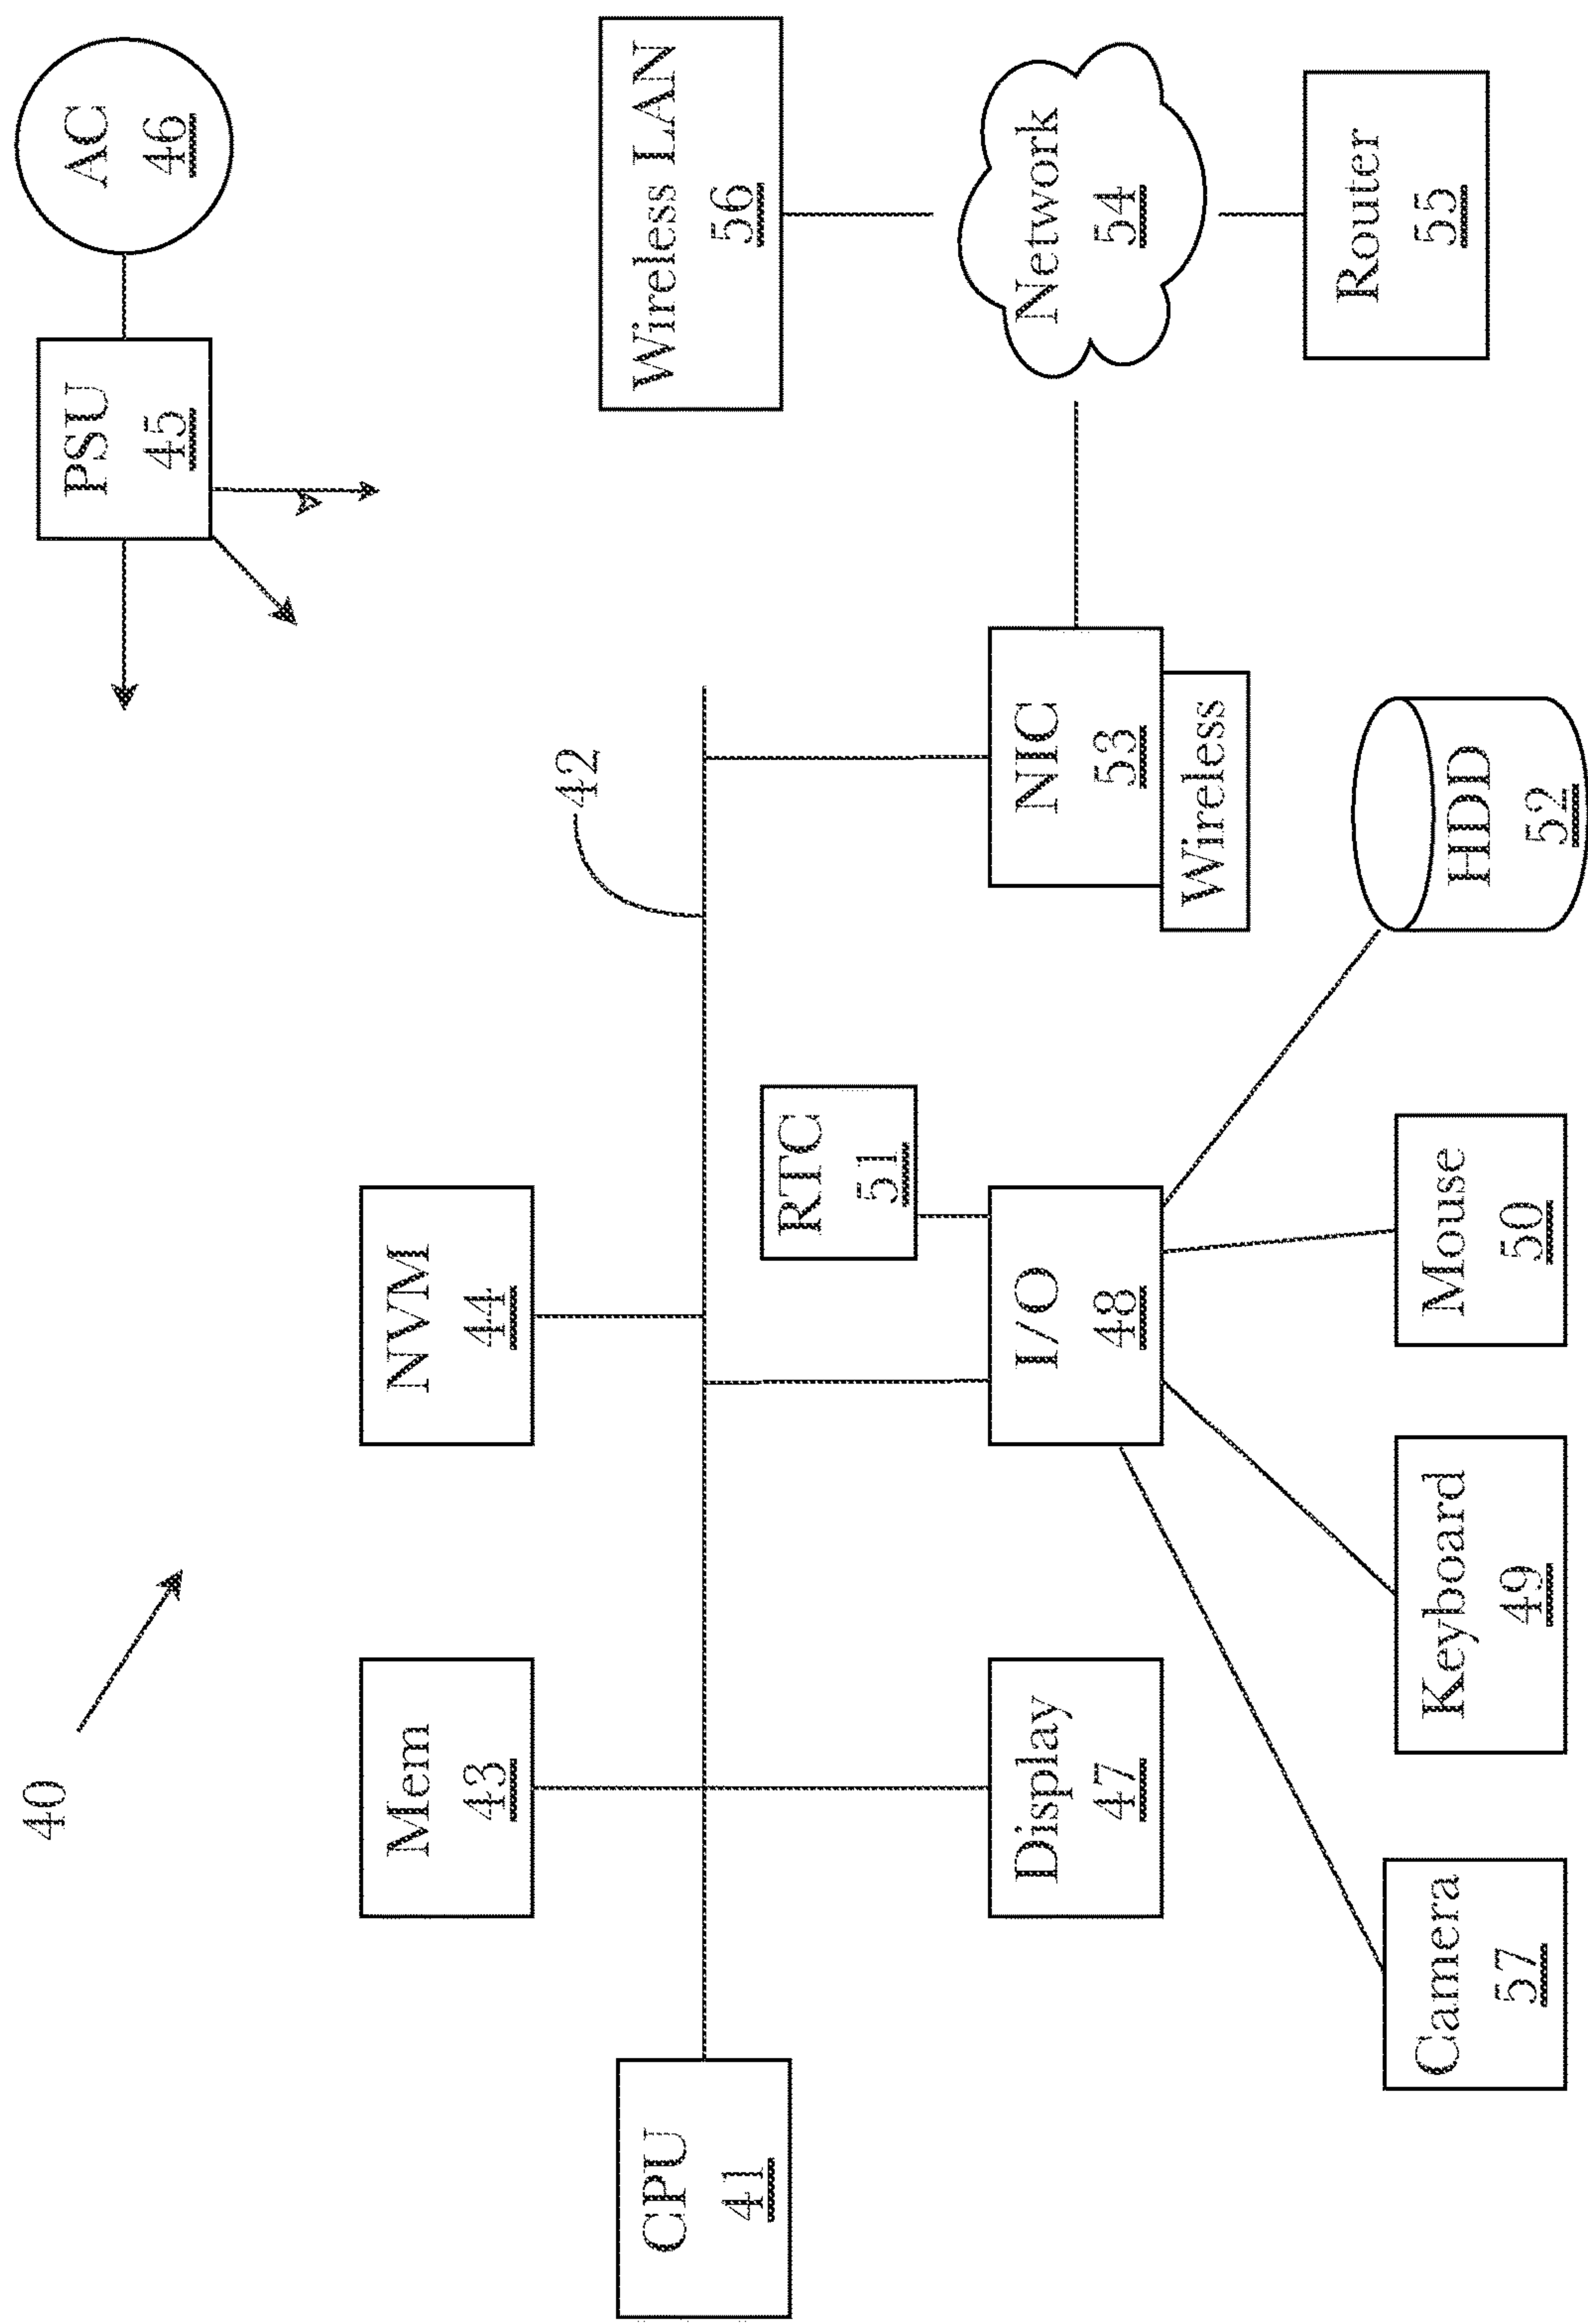 40
Mem
43
NVM
44
PSU
45
AC
46
42
CPU
41
RTC
51
Wireless LAN
56
Display
47
I/O
48
NIC
53
Wireless
Network
54
Camera
57
Keyboard
49
Mouse
50
HDD
52
Router
55